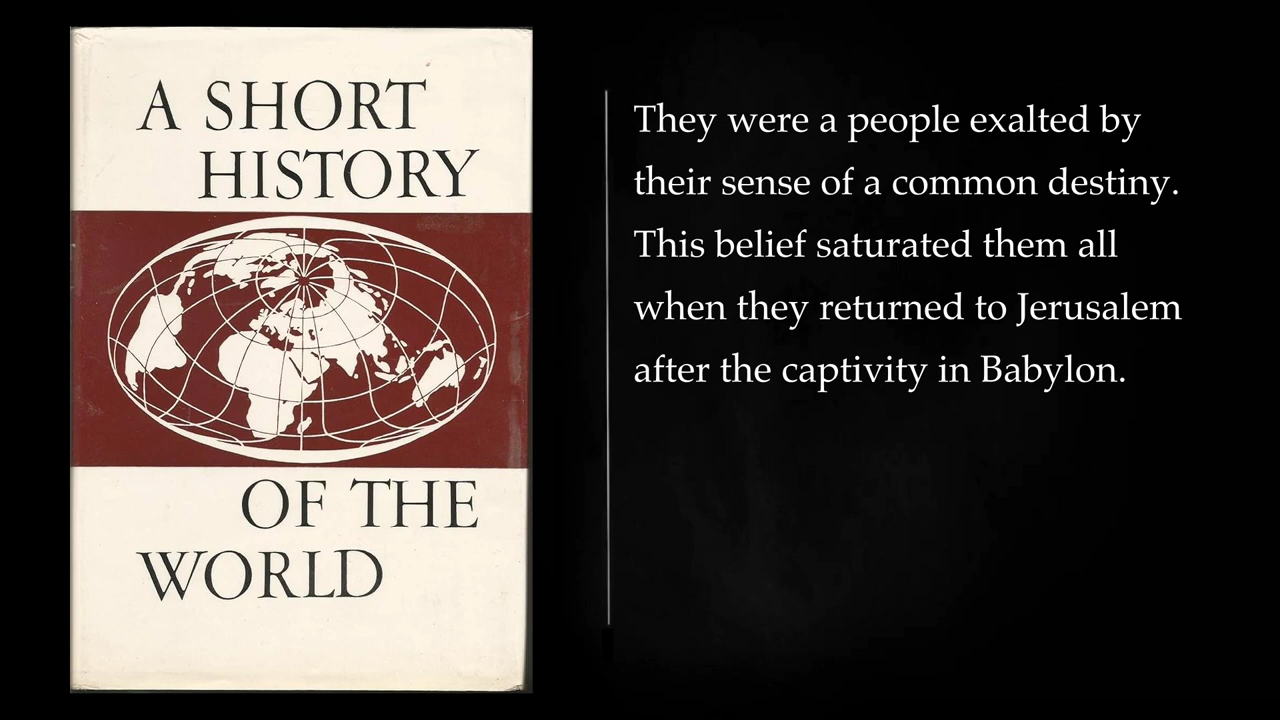 A SHORT
HISTORY
OF THE
WORLD
They were a people exalted by
their sense of a common destiny.
This belief saturated them all
when they returned to Jerusalem
after the captivity in Babylon.